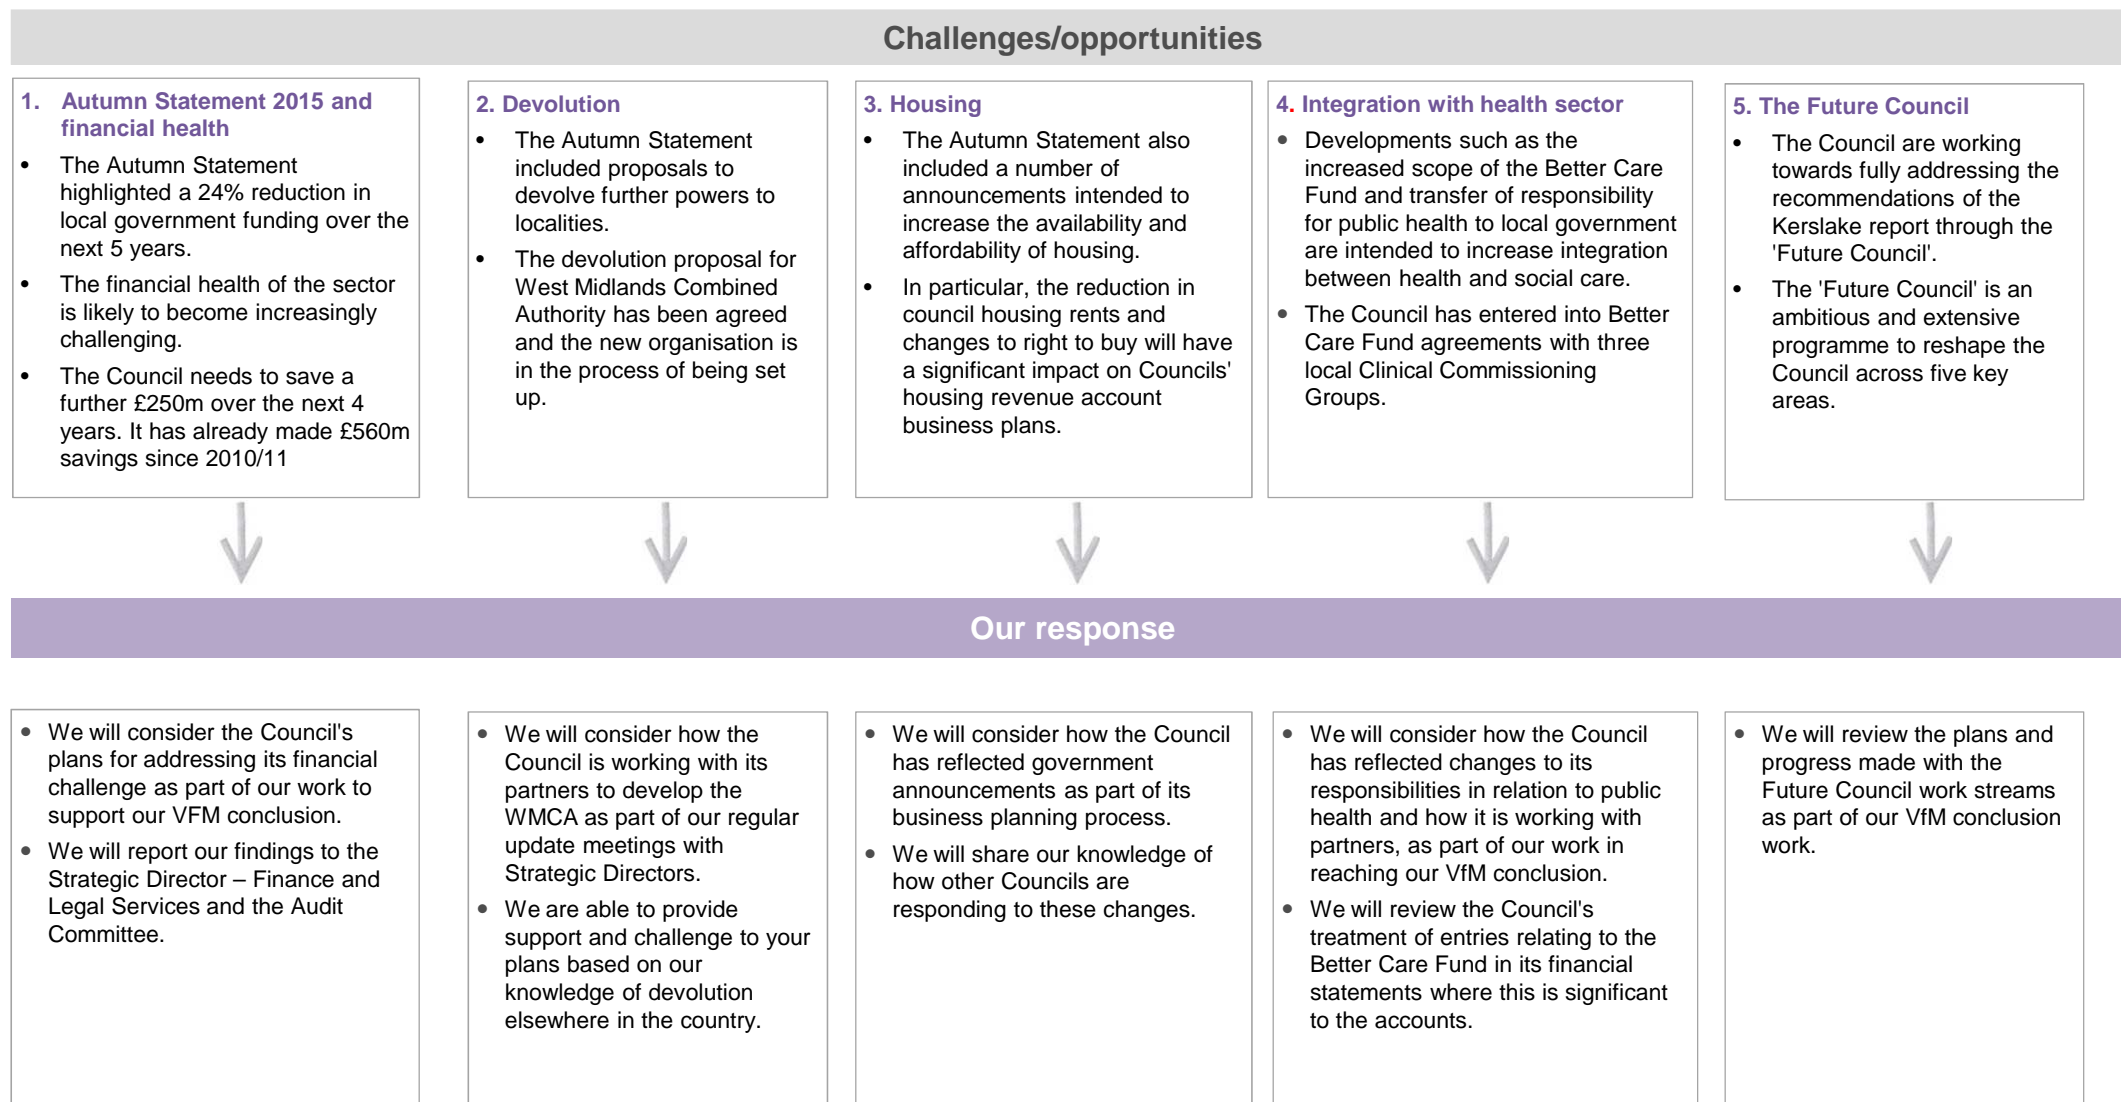 Challenges/opportunities
1. Autumn Statement 2015 and
financial health
• The Autumn Statement
highlighted a 24% reduction in
local government funding over the
next 5 years.
• The financial health of the sector
is likely to become increasingly
challenging.
• The Council needs to save a
further £250m over the next 4
years. It has already made £560m
savings since 2010/11
2. Devolution
• The Autumn Statement
included proposals to
devolve further powers to
localities.
• The devolution proposal for
West Midlands Combined
Authority has been agreed
and the new organisation is
in the process of being set
up.
3. Housing
• The Autumn Statement also
included a number of
announcements intended to
increase the availability and
affordability of housing.
• In particular, the reduction in
council housing rents and
changes to right to buy will have
a significant impact on Councils'
housing revenue account
business plans.
4. Integration with health sector
• Developments such as the
increased scope of the Better Care
Fund and transfer of responsibility
for public health to local government
are intended to increase integration
between health and social care.
• The Council has entered into Better
Care Fund agreements with three
local Clinical Commissioning
Groups.
5. The Future Council
• The Council are working
towards fully addressing the
recommendations of the
Kerslake report through the
'Future Council'.
• The 'Future Council' is an
ambitious and extensive
programme to reshape the
Council across five key
areas.
Our response
• We will consider the Council's
plans for addressing its financial
challenge as part of our work to
support our VFM conclusion.
• We will report our findings to the
Strategic Director – Finance and
Legal Services and the Audit
Committee.
• We will consider how the
Council is working with its
partners to develop the
WMCA as part of our regular
update meetings with
Strategic Directors.
• We are able to provide
support and challenge to your
plans based on our
knowledge of devolution
elsewhere in the country.
• We will consider how the Council
has reflected government
announcements as part of its
business planning process.
• We will share our knowledge of
how other Councils are
responding to these changes.
• We will consider how the Council
has reflected changes to its
responsibilities in relation to public
health and how it is working with
partners, as part of our work in
reaching our VfM conclusion.
• We will review the Council's
treatment of entries relating to the
Better Care Fund in its financial
statements where this is significant
to the accounts.
• We will review the plans and
progress made with the
Future Council work streams
as part of our VfM conclusion
work.